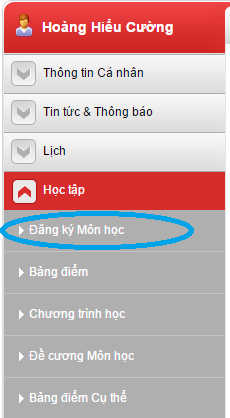 Hoàng Hiếu Cường
Thông tin Cá nhân
Tin tức & Thông báo
Lịch
Học tập
Đăng ký Môn học
Bảng điểm
Chương trình học
Đề cương Môn học
Bảng điểm Cụ thể